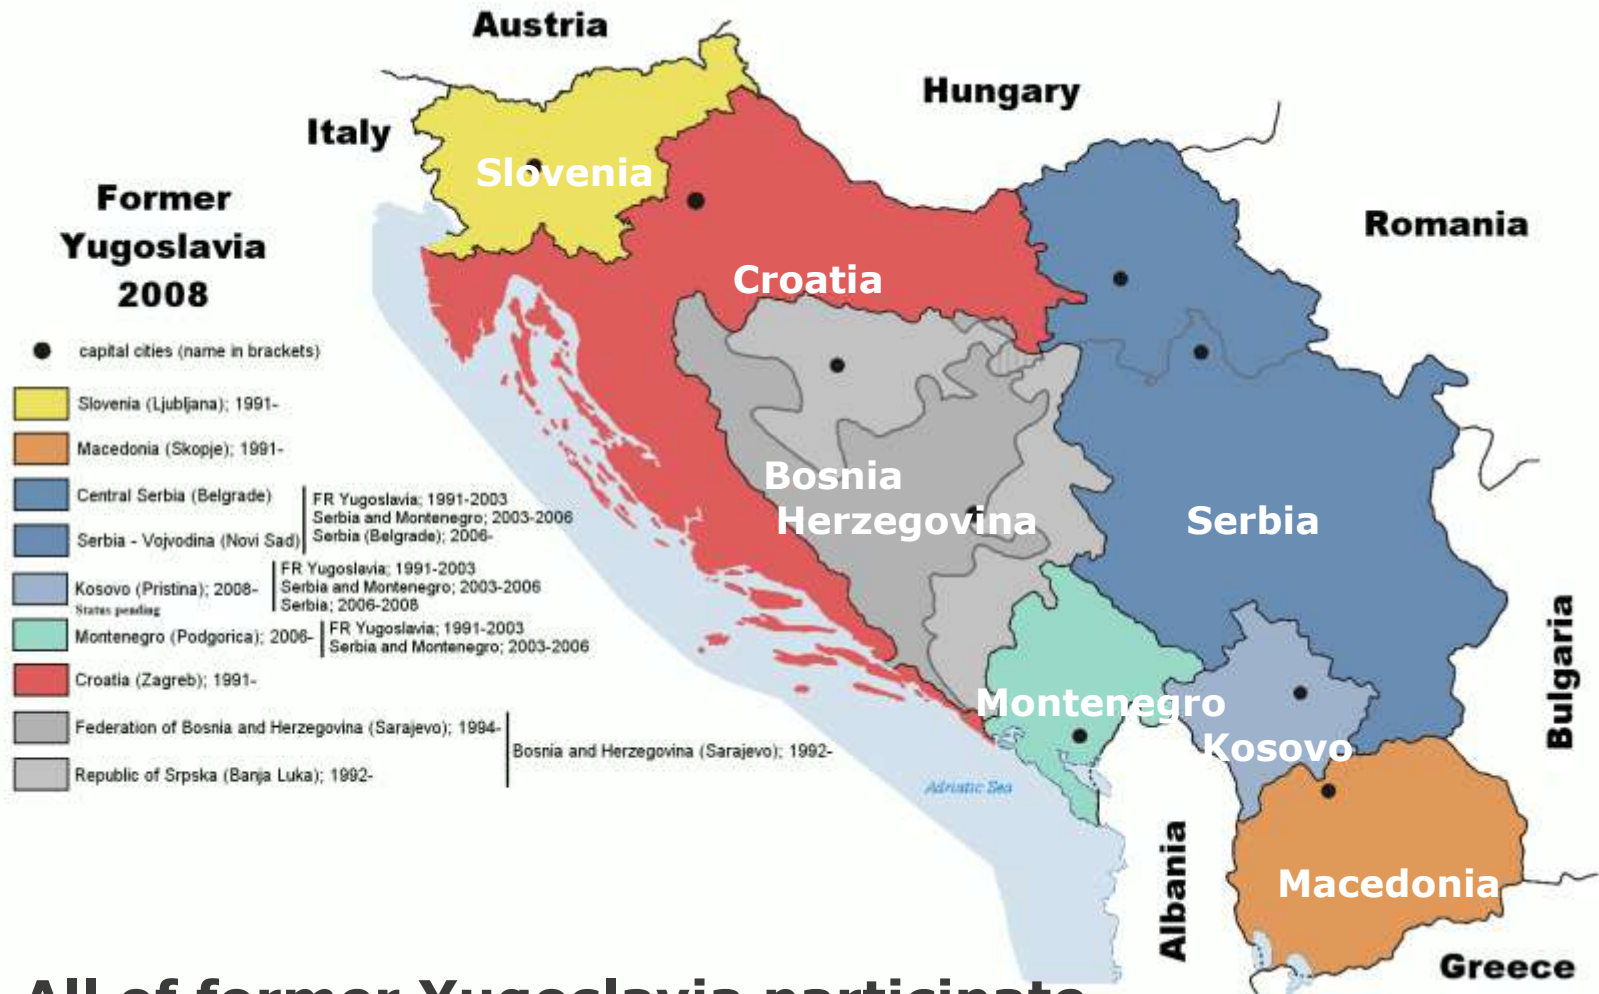 Austria
Hungary
Italy
Slovenia
Former
Yugoslavia
2008
Romania
Croatia
capital cities (name in brackets)
Slovenia (Ljubljana); 1991-
Macedonia (Skopje); 1991-
Central Serbia (Belgrade)
Serbia - Vojvodina (Novi Sad)
FR Yugoslavia; 1991-2003
Serbia and Montenegro; 2003-2006
Serbia (Belgrade); 2006-
Kosovo (Pristina); 2008-
Status pending
FR Yugoslavia; 1991-2003
Serbia and Montenegro; 2003-2006
Serbia; 2006-2008
Montenegro (Podgorica); 2006-
FR Yugoslavia; 1991-2003
Serbia and Montenegro; 2003-2006
Croatia (Zagreb); 1991-
Federation of Bosnia and Herzegovina (Sarajevo); 1994-
Republic of Srpska (Banja Luka); 1992-
Bosnia and Herzegovina (Sarajevo); 1992-
Bosnia
Herzegovina
Serbia
Montenegro
Kosovo
Bulgaria
Adriatic Sea
Albania
Macedonia
Greece
All of former Yugoslavia participate